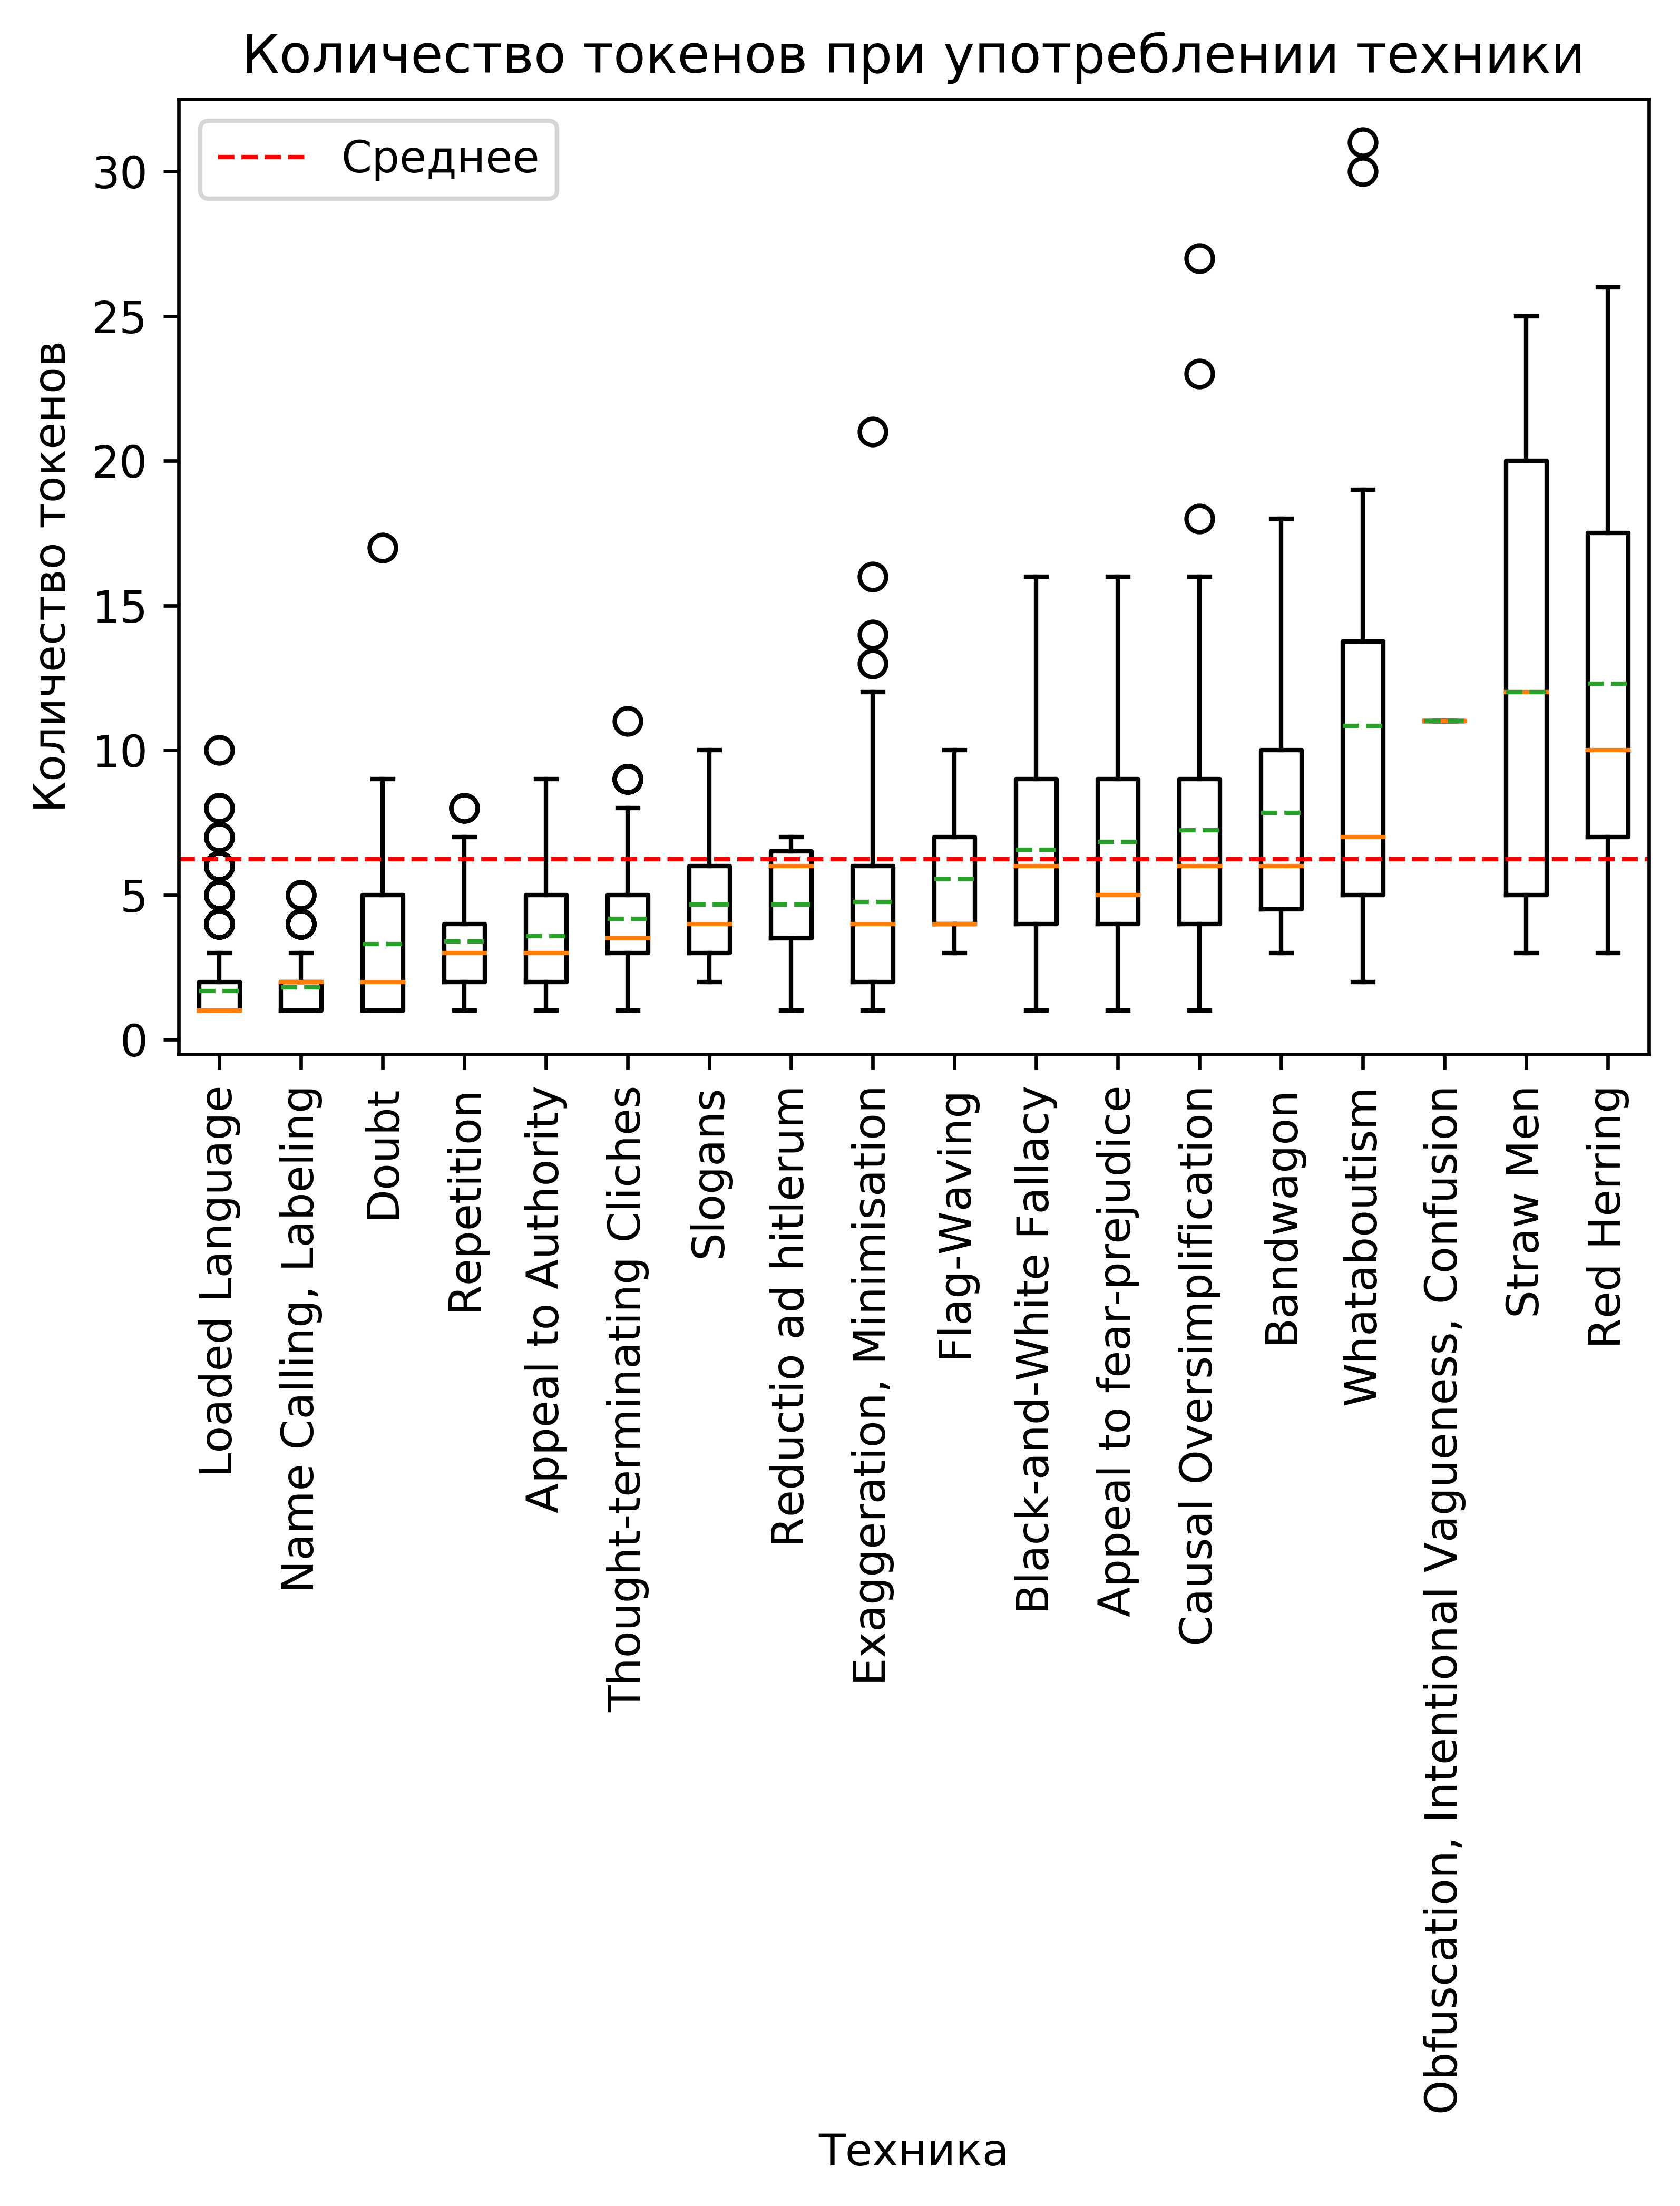 Количество токенов при употреблении техники
Среднее
Количество токенов
30
25
20
15
10
5
0
Loaded Language
Name Calling, Labeling
Doubt
Repetition
Appeal to Authority
Thought-terminating Cliches
Slogans
Reductio ad hitlerum
Exaggeration, Minimisation
Flag-Waving
Black-and-White Fallacy
Appeal to fear-prejudice
Causal Oversimplification
Bandwagon
Whataboutism
Obfuscation, Intentional Vagueness, Confusion
Straw Men
Red Herring
Техника